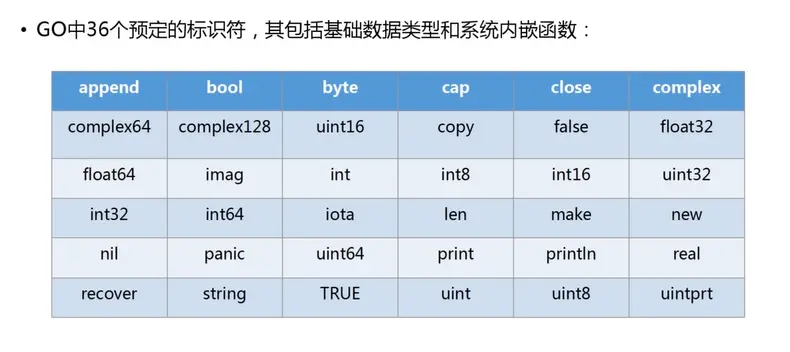 • GO中36个预定的标识符，其包括基础数据类型和系统内嵌函数：
append bool byte cap close complex
complex64 complex128 uint16 copy false float32
float64 imag int int8 int16 uint32
int32 int64 iota len make new
nil panic uint64 print println real
recover string TRUE uint uint8 uintprt